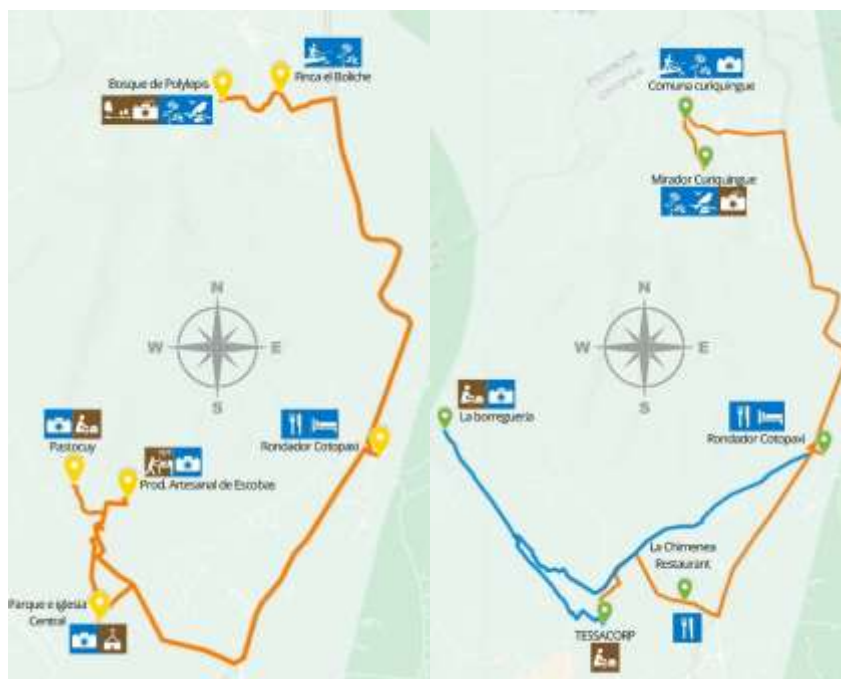 Bosque de Polylepis
Finca el Boliche
N
W
E
S
Pastocuy
Prod. Artesanal de Escobas
Rondador Cotopaxi
Parque e iglesia
Central
Comuna curiquingue
Mirador Curiquingue
N
W
E
S
La borregueria
Rondador Cotopaxi
La Chimenea
Restaurant
TESSACORP